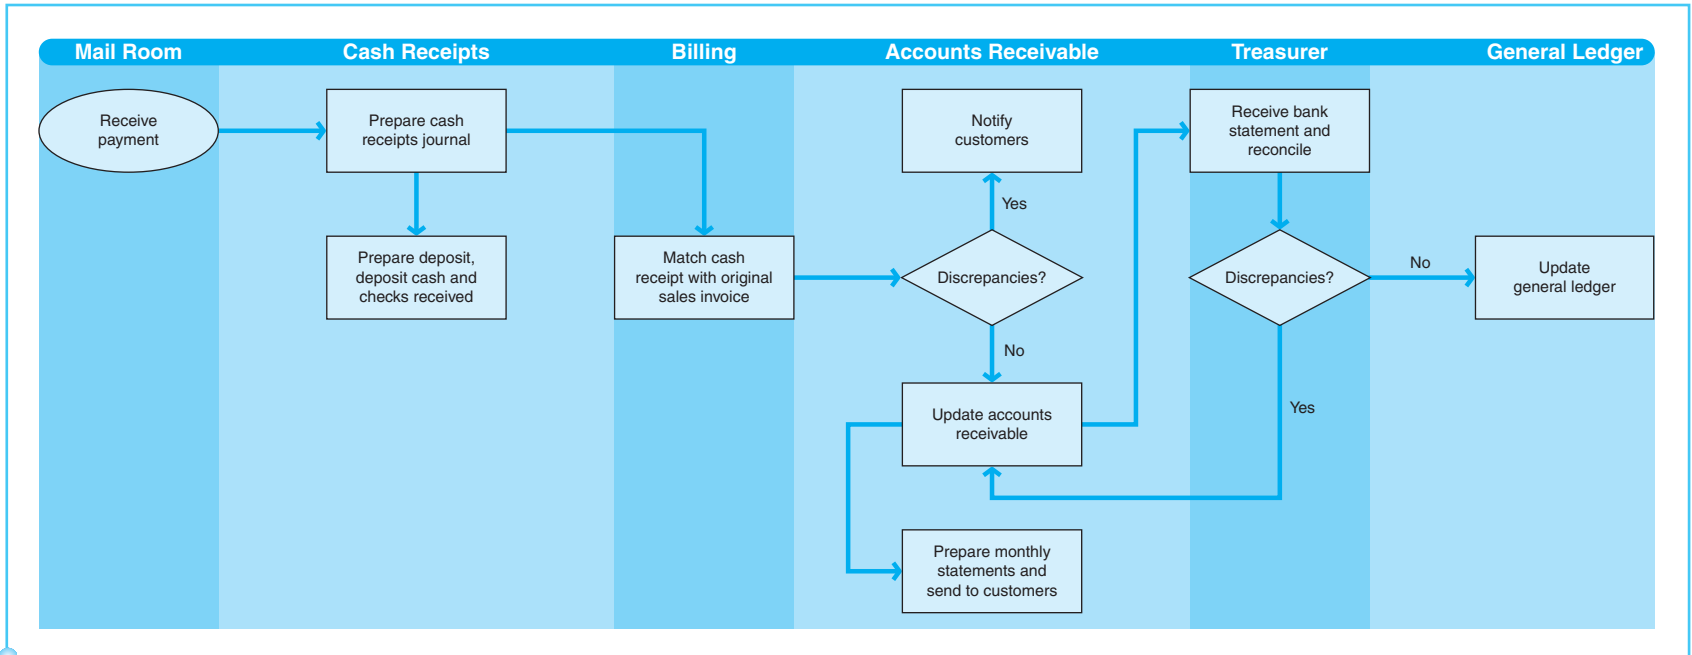 Mail Room
Cash Receipts
Billing
Accounts Receivable
Treasurer
General Ledger
Receive
payment
Prepare cash
receipts journal
Prepare deposit,
deposit cash and
checks received
Match cash
receipt with original
sales invoice
Notify
customers
Yes
Discrepancies?
No
Update accounts
receivable
Prepare monthly
statements and
send to customers
Receive bank
statement and
reconcile
Discrepancies?
No
Yes
Update
general ledger